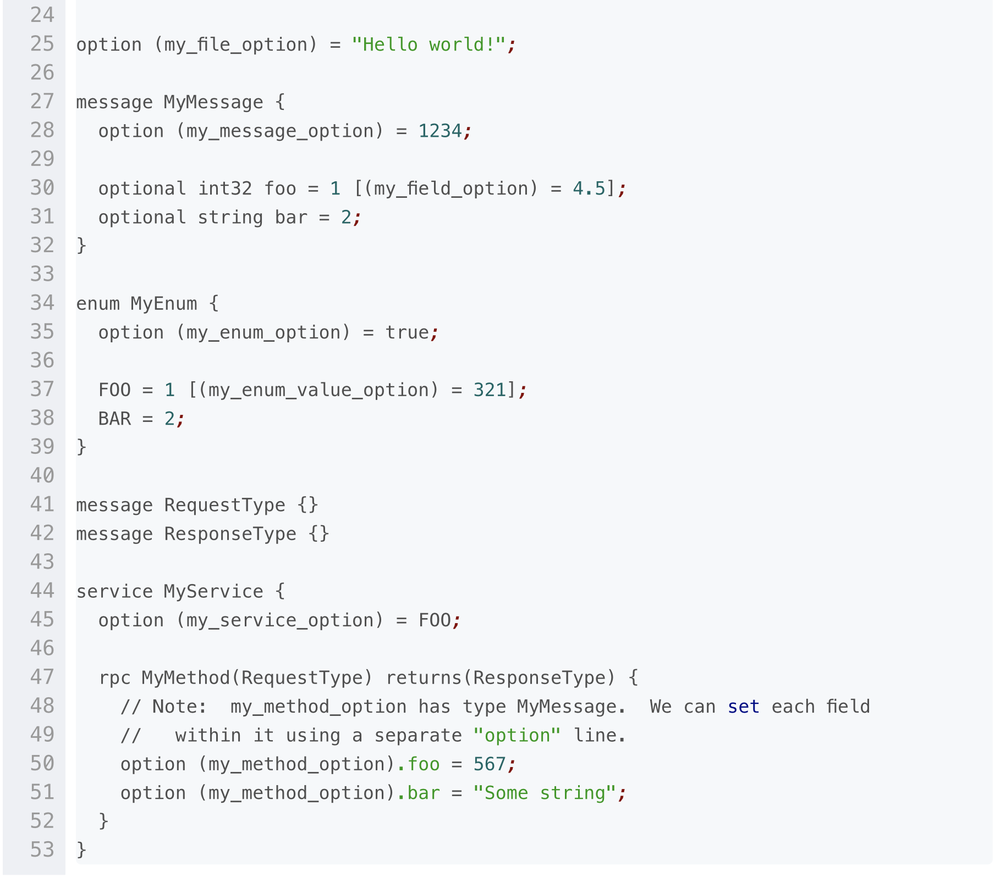 24
25 option (my_file_option) = "Hello world!";
26
27 message MyMessage {
28   option (my_message_option) = 1234;
29
30   optional int32 foo = 1 [(my_field_option) = 4.5];
31   optional string bar = 2;
32 }
33
34 enum MyEnum {
35   option (my_enum_option) = true;
36
37   FOO = 1 [(my_enum_value_option) = 321];
38   BAR = 2;
39 }
40
41 message RequestType {}
42 message ResponseType {}
43
44 service MyService {
45   option (my_service_option) = FOO;
46
47   rpc MyMethod(RequestType) returns(ResponseType) {
48     // Note:  my_method_option has type MyMessage.  We can set each field
49     //   within it using a separate "option" line.
50     option (my_method_option).foo = 567;
51     option (my_method_option).bar = "Some string";
52   }
53 }